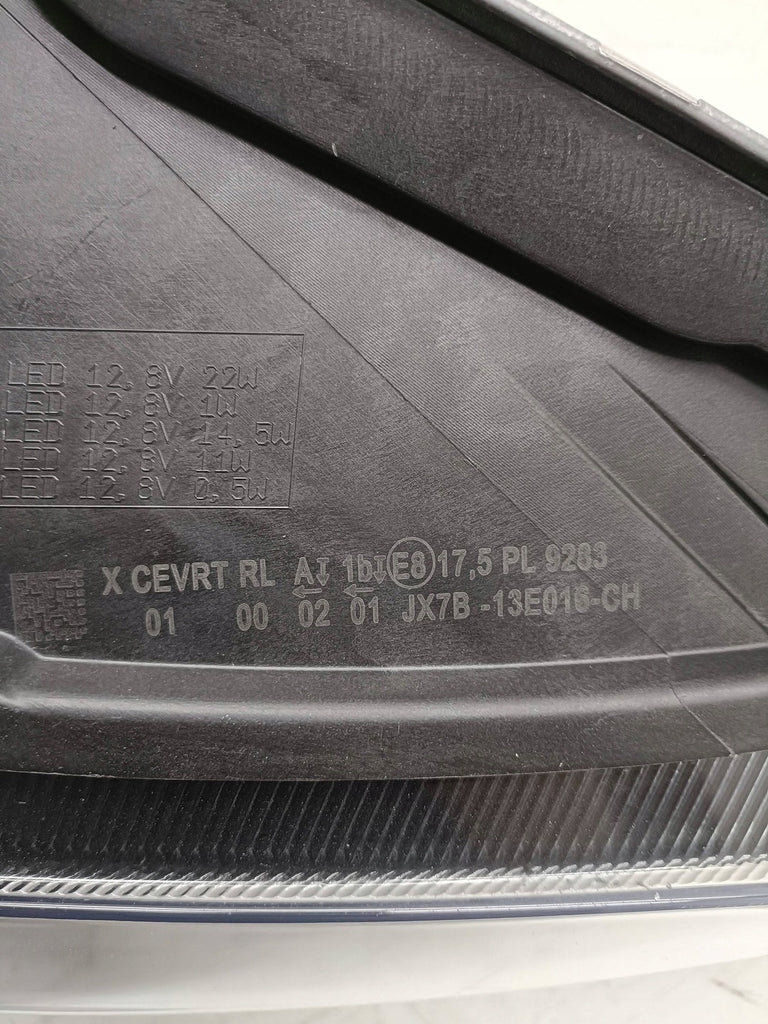 LED 12,8V 22W
LED 12,8V 1W
LED 12,8V 14,5W
LED 12,8V 11W
LED 12,8V 0,5W
X CEVRT RL A↧ 1b↧ E8 17,5 PL 9283
01 00 ←02 ←01 JX7B -13E016-CH